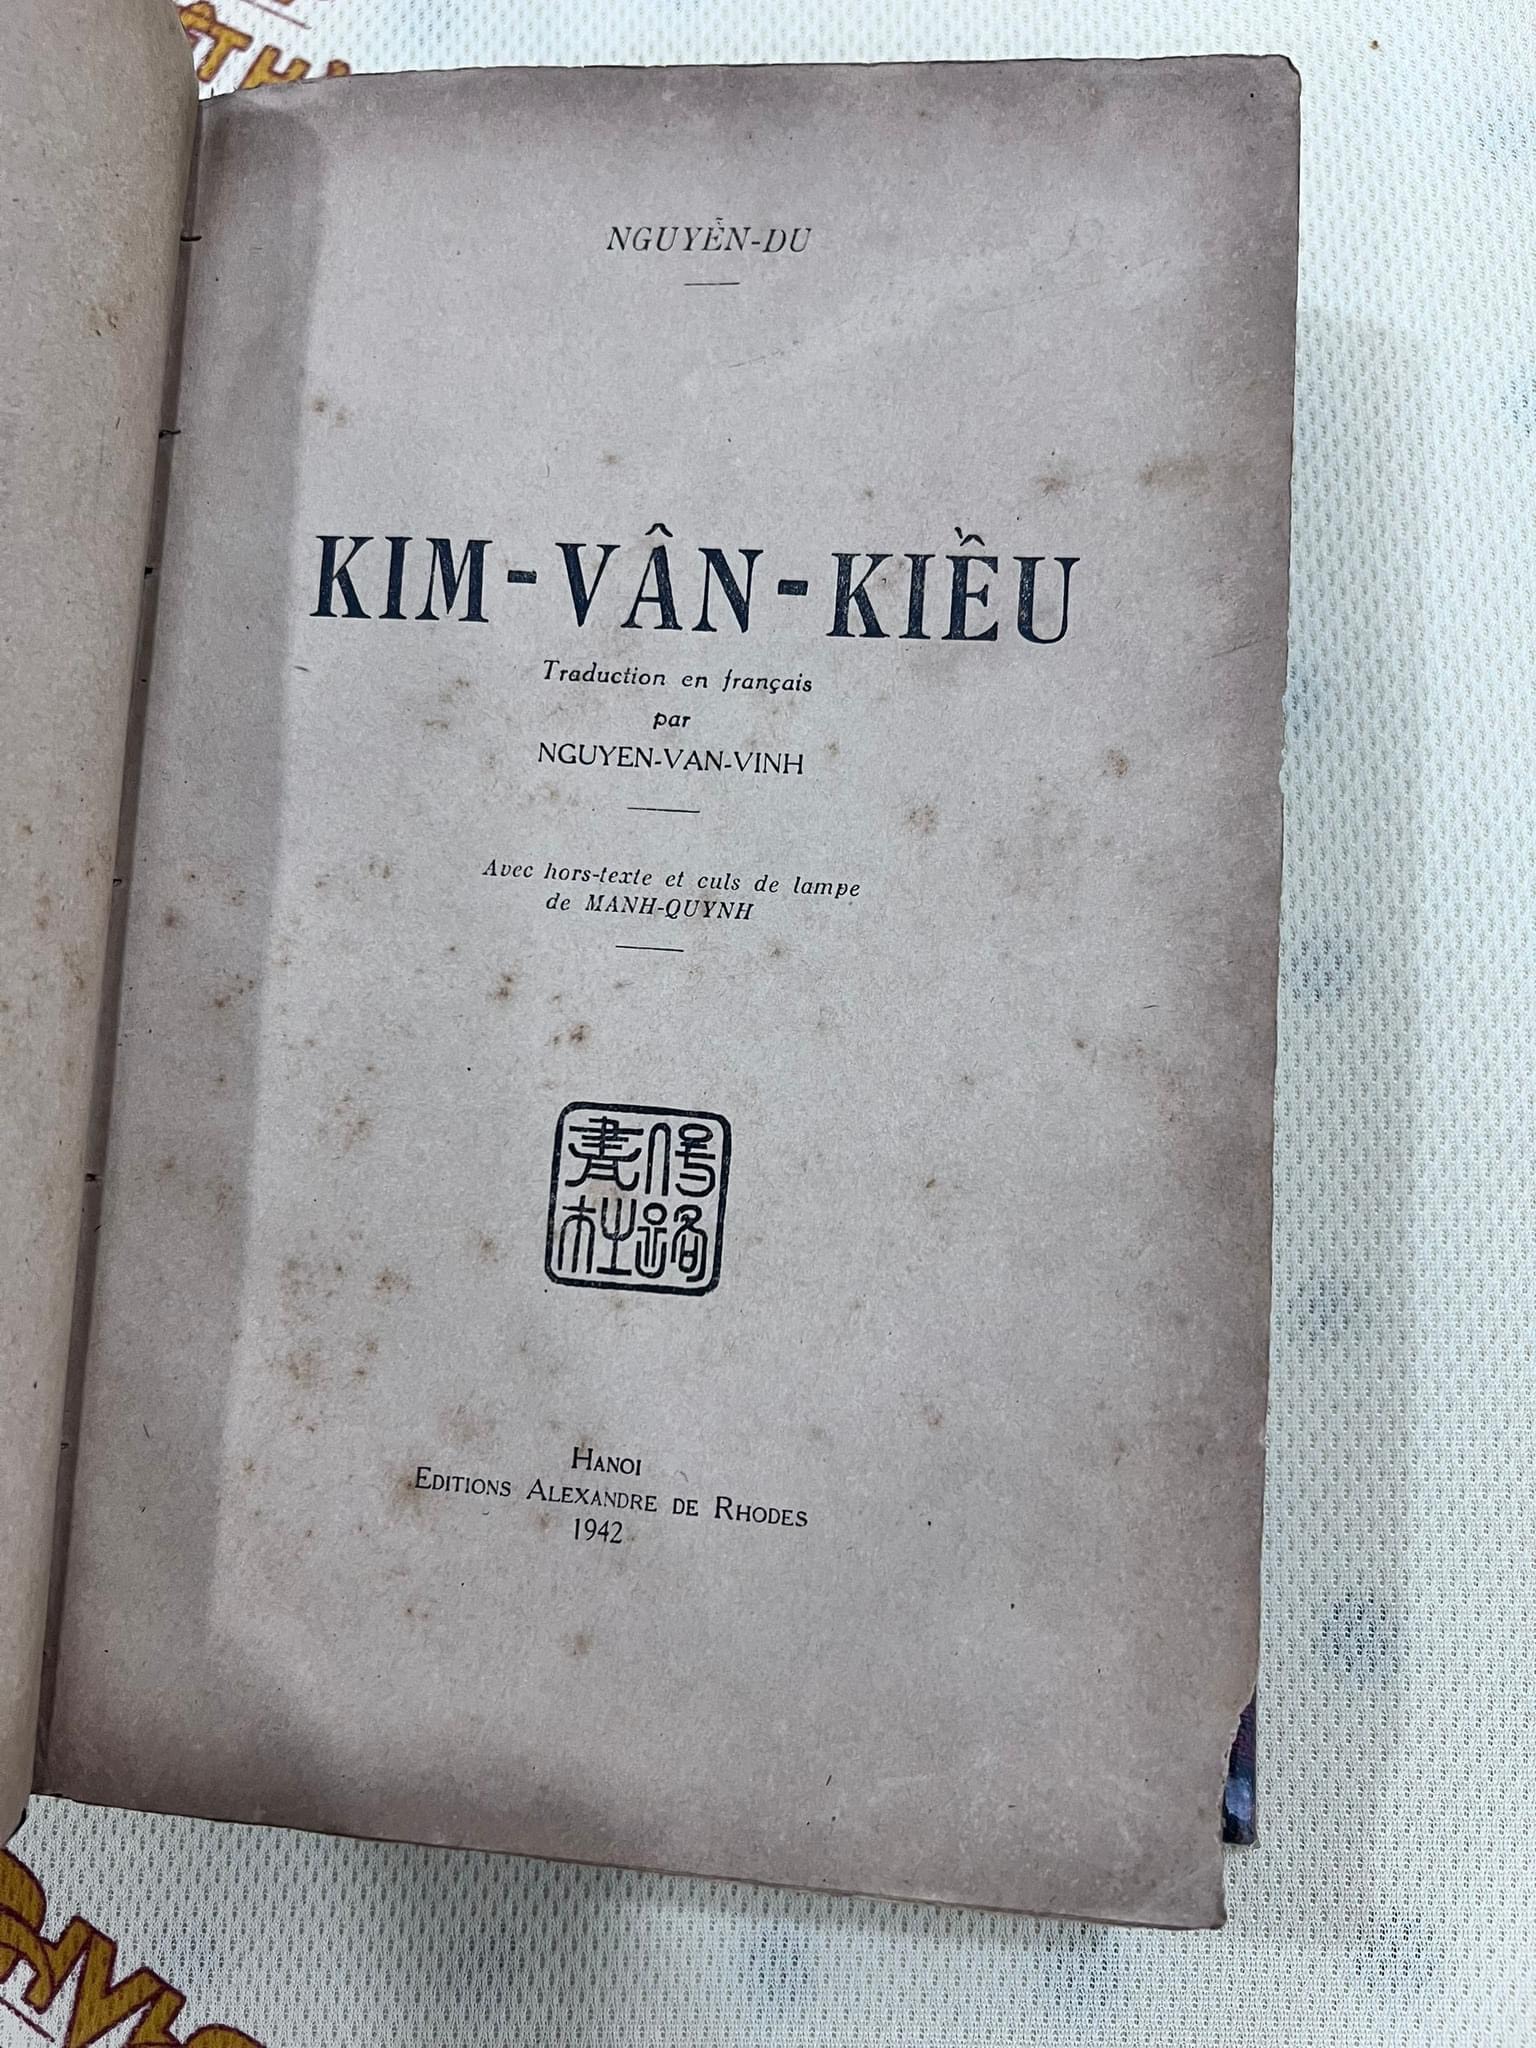 NGUYỄN-DU
KIM-VÂN-KIỀU
Traduction en français
par
NGUYEN-VAN-VINH
Avec hors-texte et culs de lampe
de MANH-QUYNH
HANOI
EDITIONS ALEXANDRE DE RHODES
1942